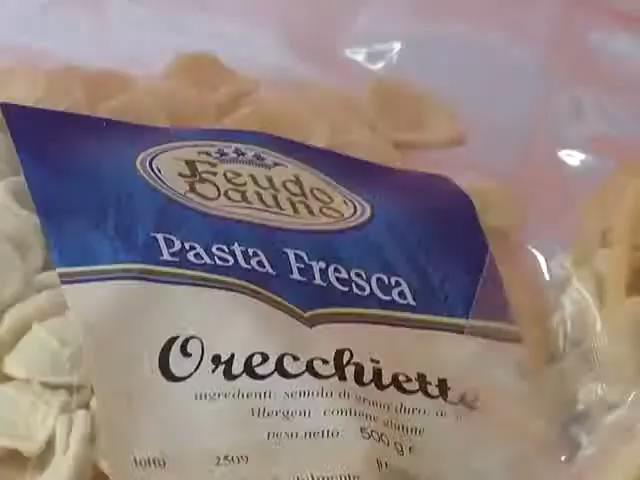 Feudo
Dauno
Pasta Fresca
Orecchiette
ingredienti: semola di grano duro,
Allergeni contiene glutine
peso netto: 500 g e
lotto 2509